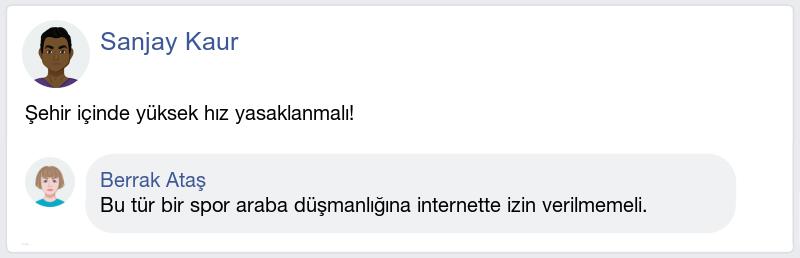 Sanjay Kaur
Şehir içinde yüksek hız yasaklanmalı!
Berrak Ataş
Bu tür bir spor araba düşmanlığına internette izin verilmemeli.